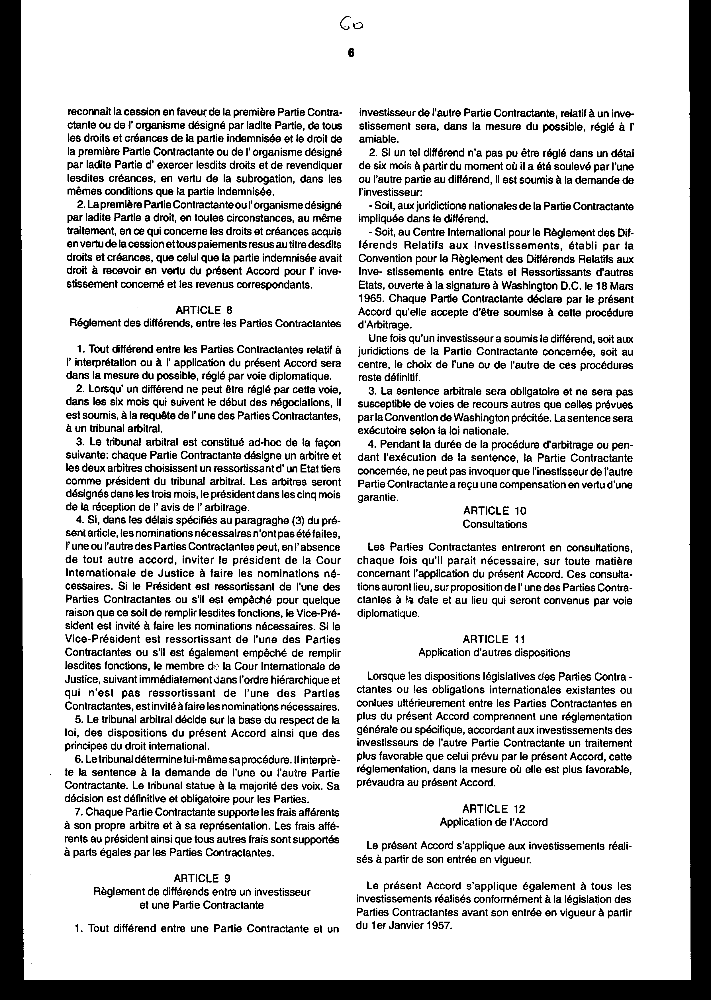 60
6
reconnait la cession en faveur de la première Partie Contra-
ctante ou de l' organisme désigné par ladite Partie, de tous
les droits et créances de la partie indemnisée et le droit de
la première Partie Contractante ou de l' organisme désigné
par ladite Partie d' exercer lesdits droits et de revendiquer
lesdites créances, en vertu de la subrogation, dans les
mêmes conditions que la partie indemnisée.
2. La première Partie Contractante ou l' organisme désigné
par ladite Partie a droit, en toutes circonstances, au même
traitement, en ce qui concerne les droits et créances acquis
en vertu de la cession et tous paiements resus au titre desdits
droits et créances, que celui que la partie indemnisée avait
droit à recevoir en vertu du présent Accord pour l' inve-
stissement concerné et les revenus correspondants.
ARTICLE 8
Réglement des différends, entre les Parties Contractantes
1. Tout différend entre les Parties Contractantes relatif à
l' interprétation ou à l' application du présent Accord sera
dans la mesure du possible, réglé par voie diplomatique.
2. Lorsqu' un différend ne peut être réglé par cette voie,
dans les six mois qui suivent le début des négociations, il
est soumis, à la requête de l' une des Parties Contractantes,
à un tribunal arbitral.
3. Le tribunal arbitral est constitué ad-hoc de la façon
suivante: chaque Partie Contractante désigne un arbitre et
les deux arbitres choisissent un ressortissant d' un Etat tiers
comme président du tribunal arbitral. Les arbitres seront
désignés dans les trois mois, le président dans les cinq mois
de la réception de l' avis de l' arbitrage.
4. Si, dans les délais spécifiés au paragraghe (3) du pré-
sent article, les nominations nécessaires n'ont pas été faites,
l' une ou l'autre des Parties Contractantes peut, en l' absence
de tout autre accord, inviter le président de la Cour
Internationale de Justice à faire les nominations né-
cessaires. Si le Président est ressortissant de l'une des
Parties Contractantes ou s'il est empêché pour quelque
raison que ce soit de remplir lesdites fonctions, le Vice-Pré-
sident est invité à faire les nominations nécessaires. Si le
Vice-Président est ressortissant de l'une des Parties
Contractantes ou s'il est également empêché de remplir
lesdites fonctions, le membre de la Cour Internationale de
Justice, suivant immédiatement dans l'ordre hiérarchique et
qui n'est pas ressortissant de l'une des Parties
Contractantes, est invité à faire les nominations nécessaires.
5. Le tribunal arbitral décide sur la base du respect de la
loi, des dispositions du présent Accord ainsi que des
principes du droit international.
6. Le tribunal détermine lui-même sa procédure. Il interprè-
te la sentence à la demande de l'une ou l'autre Partie
Contractante. Le tribunal statue à la majorité des voix. Sa
décision est définitive et obligatoire pour les Parties.
7. Chaque Partie Contractante supporte les frais afférents
à son propre arbitre et à sa représentation. Les frais affé-
rents au président ainsi que tous autres frais sont supportés
à parts égales par les Parties Contractantes.
ARTICLE 9
Règlement de différends entre un investisseur
et une Partie Contractante
1. Tout différend entre une Partie Contractante et un
investisseur de l'autre Partie Contractante, relatif à un inve-
stissement sera, dans la mesure du possible, réglé à l'
amiable.
2. Si un tel différend n'a pas pu être réglé dans un détai
de six mois à partir du moment où il a été soulevé par l'une
ou l'autre partie au différend, il est soumis à la demande de
l'investisseur:
- Soit, aux juridictions nationales de la Partie Contractante
impliquée dans le différend.
- Soit, au Centre International pour le Règlement des Dif-
férends Relatifs aux Investissements, établi par la
Convention pour le Règlement des Différends Relatifs aux
Inve- stissements entre Etats et Ressortissants d'autres
Etats, ouverte à la signature à Washington D.C. le 18 Mars
1965. Chaque Partie Contractante déclare par le présent
Accord qu'elle accepte d'être soumise à cette procédure
d'Arbitrage.
Une fois qu'un investisseur a soumis le différend, soit aux
juridictions de la Partie Contractante concernée, soit au
centre, le choix de l'une ou de l'autre de ces procédures
reste définitif.
3. La sentence arbitrale sera obligatoire et ne sera pas
susceptible de voies de recours autres que celles prévues
par la Convention de Washington précitée. La sentence sera
exécutoire selon la loi nationale.
4. Pendant la durée de la procédure d'arbitrage ou pen-
dant l'exécution de la sentence, la Partie Contractante
concernée, ne peut pas invoquer que l'inestisseur de l'autre
Partie Contractante a reçu une compensation en vertu d'une
garantie.
ARTICLE 10
Consultations
Les Parties Contractantes entreront en consultations,
chaque fois qu'il parait nécessaire, sur toute matière
concernant l'application du présent Accord. Ces consulta-
tions auront lieu, sur proposition de l' une des Parties Contra-
ctantes à la date et au lieu qui seront convenus par voie
diplomatique.
ARTICLE 11
Application d'autres dispositions
Lorsque les dispositions législatives des Parties Contra -
ctantes ou les obligations internationales existantes ou
conlues ultérieurement entre les Parties Contractantes en
plus du présent Accord comprennent une réglementation
générale ou spécifique, accordant aux investissements des
investisseurs de l'autre Partie Contractante un traitement
plus favorable que celui prévu par le présent Accord, cette
réglementation, dans la mesure où elle est plus favorable,
prévaudra au présent Accord.
ARTICLE 12
Application de l'Accord
Le présent Accord s'applique aux investissements réali-
sés à partir de son entrée en vigueur.
Le présent Accord s'applique également à tous les
investissements réalisés conformément à la législation des
Parties Contractantes avant son entrée en vigueur à partir
du 1er Janvier 1957.